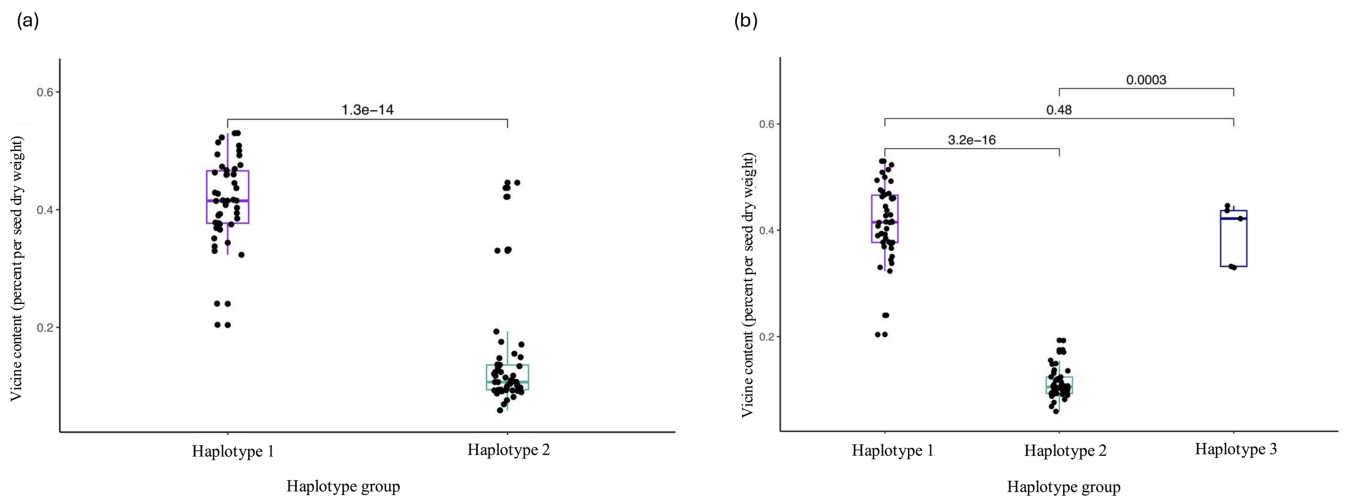 (a)
0.6
0.4
0.2
Vicine content (percent per seed dry weight)
1.3e−14
Haplotype 1
Haplotype 2
Haplotype group
(b)
0.6
0.4
0.2
Vicine content (percent per seed dry weight)
0.0003
0.48
3.2e−16
Haplotype 1
Haplotype 2
Haplotype 3
Haplotype group